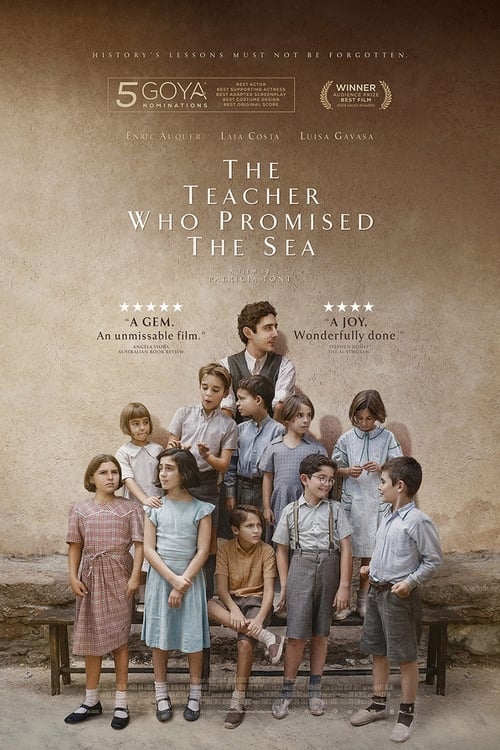 HISTORY'S LESSONS MUST NOT BE FORGOTTEN.
5 GOYA NOMINATIONS
BEST ACTOR
BEST SUPPORTING ACTRESS
BEST ADAPTED SCREENPLAY
BEST COSTUME DESIGN
BEST ORIGINAL SCORE
WINNER
AUDIENCE PRIZE
BEST FILM
ENRIC AUQUER LAIA COSTA LUISA GAVASA
THE
TEACHER
WHO PROMISED
THE SEA
A FILM BY
PATRICIA FONT
"A GEM.
An unmissable film."
AUSTRALIAN BOOK REVIEW
"A JOY.
Wonderfully done."
THE AUSTRALIAN